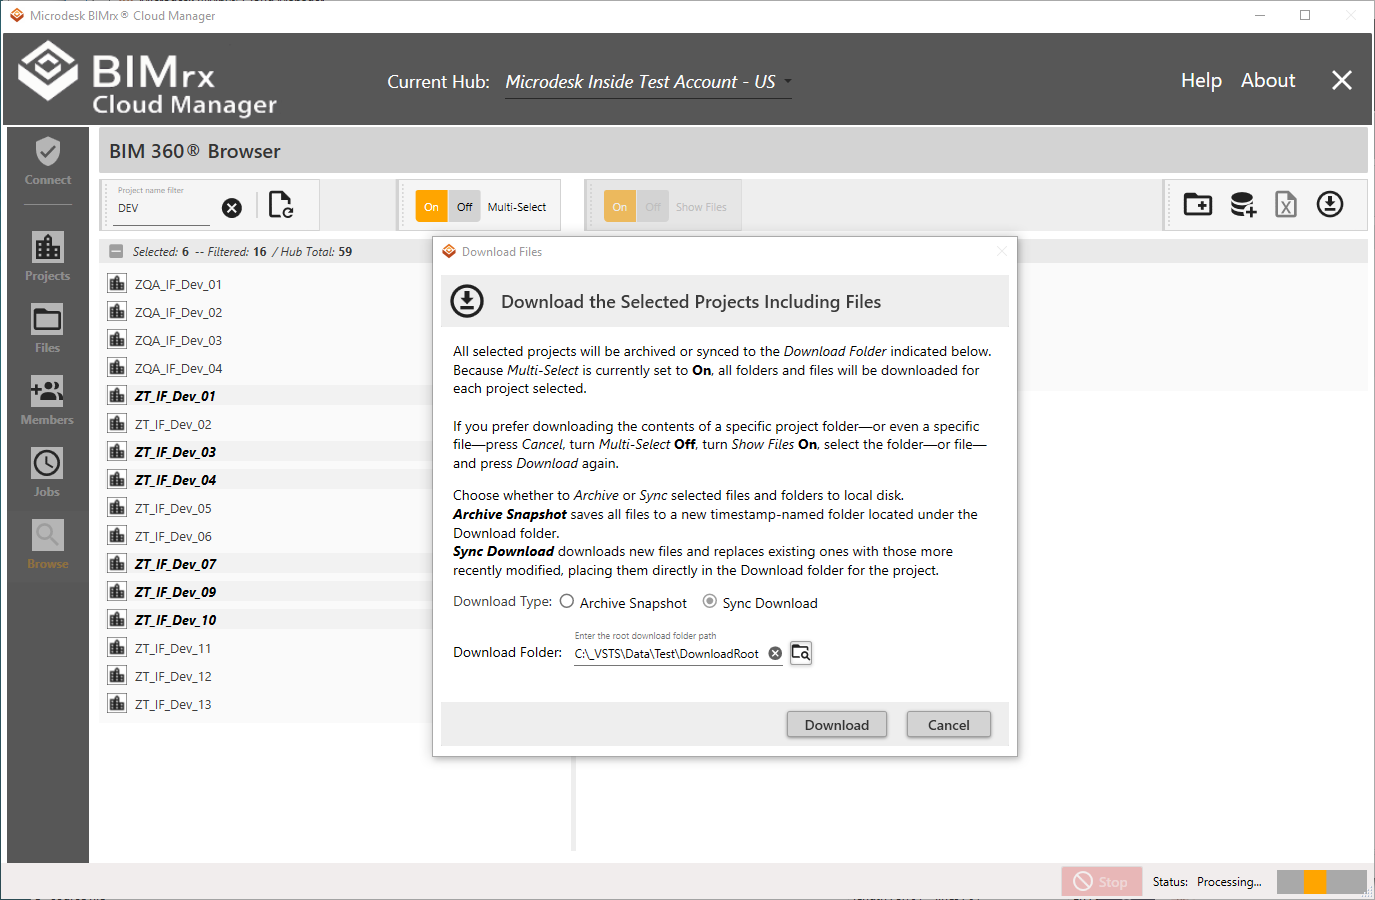 Microdesk BIMrx® Cloud Manager
BIMrx
Cloud Manager
Current Hub: Microdesk Inside Test Account - US
Help About
Connect
Projects
Files
Members
Jobs
Browse
BIM 360® Browser
Project name filter
DEV
On Off Multi-Select
On Off Show Files
Selected: 6 -- Filtered: 16 / Hub Total: 59
ZQA_IF_Dev_01
ZQA_IF_Dev_02
ZQA_IF_Dev_03
ZQA_IF_Dev_04
ZT_IF_Dev_01
ZT_IF_Dev_02
ZT_IF_Dev_03
ZT_IF_Dev_04
ZT_IF_Dev_05
ZT_IF_Dev_06
ZT_IF_Dev_07
ZT_IF_Dev_09
ZT_IF_Dev_10
ZT_IF_Dev_11
ZT_IF_Dev_12
ZT_IF_Dev_13
Download Files
Download the Selected Projects Including Files
All selected projects will be archived or synced to the Download Folder indicated below.
Because Multi-Select is currently set to On, all folders and files will be downloaded for
each project selected.
If you prefer downloading the contents of a specific project folder—or even a specific
file—press Cancel, turn Multi-Select Off, turn Show Files On, select the folder—or file—
and press Download again.
Choose whether to Archive or Sync selected files and folders to local disk.
Archive Snapshot saves all files to a new timestamp-named folder located under the
Download folder.
Sync Download downloads new files and replaces existing ones with those more
recently modified, placing them directly in the Download folder for the project.
Download Type: Archive Snapshot Sync Download
Enter the root download folder path
Download Folder: C:\_VSTS\Data\Test\DownloadRoot
Download Cancel
Stop Status: Processing...